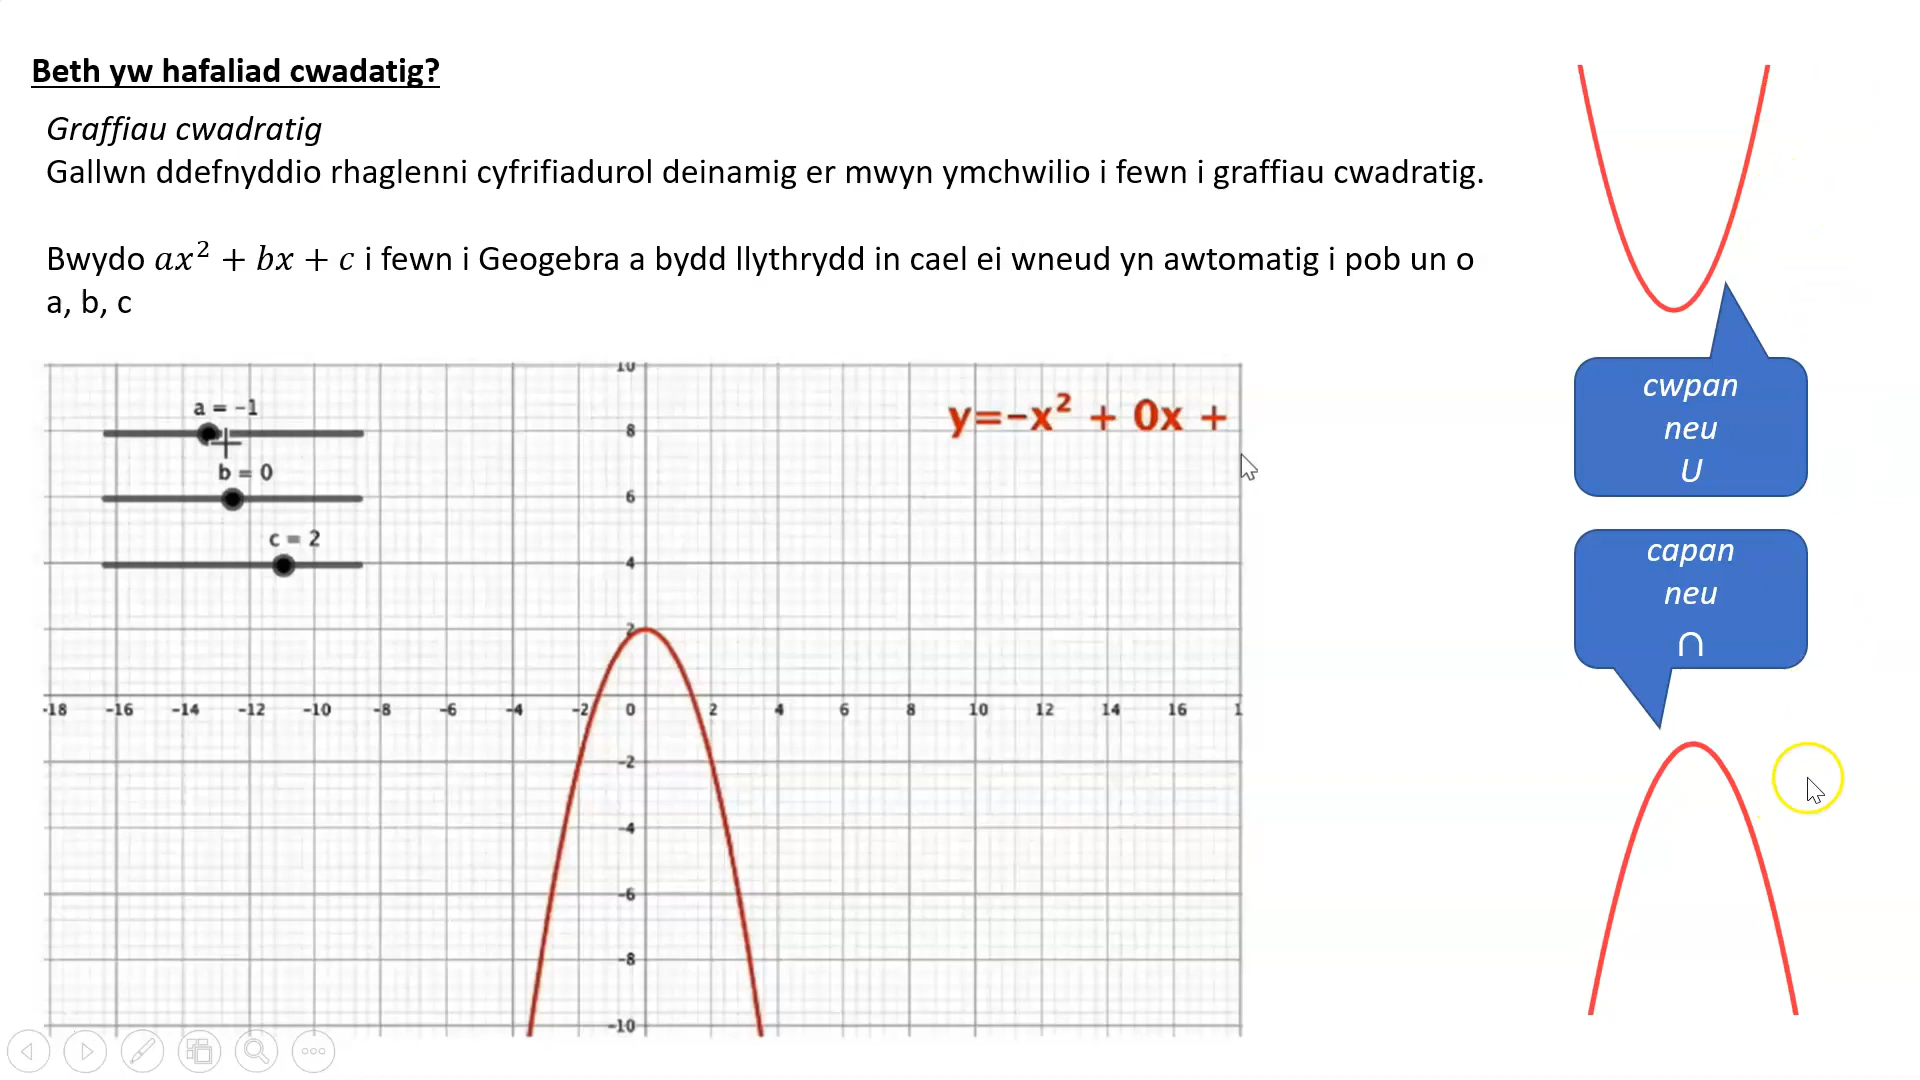 Beth yw hafaliad cwadatig?
Graffiau cwadratig
Gallwn ddefnyddio rhaglenni cyfrifiadurol deinamig er mwyn ymchwilio i fewn i graffiau cwadratig.
Bwydo ax² + bx + c i fewn i Geogebra a bydd llythrydd in cael ei wneud yn awtomatig i pob un o
a, b, c
a = -1
b = 0
c = 2
y=-x² + 0x +
10
8
6
4
2
-18 -16 -14 -12 -10 -8 -6 -4 -2 0 2 4 6 8 10 12 14 16 1
-2
-4
-6
-8
-10
cwpan
neu
U
capan
neu
∩